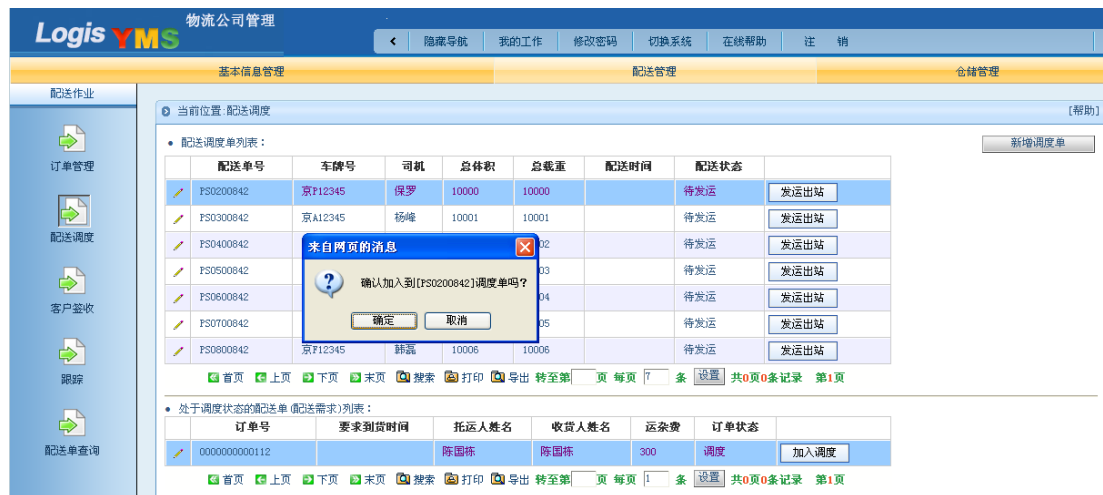 物流公司管理
Logis YMS
隐藏导航 我的工作 修改密码 切换系统 在线帮助 注 销
基本信息管理 配送管理 仓储管理
配送作业
当前位置:配送调度 [帮助]
配送调度单列表： 新增调度单
订单管理
配送调度
客户签收
跟踪
配送单查询
配送单号 车牌号 司机 总体积 总载重 配送时间 配送状态
PS0200842 京P12345 保罗 10000 10000 待发运 发运出站
PS0300842 京A12345 杨峰 10001 10001 待发运 发运出站
PS0400842 02 待发运 发运出站
PS0500842 03 待发运 发运出站
PS0600842 04 待发运 发运出站
PS0700842 05 待发运 发运出站
PS0800842 京F12345 韩磊 10006 10006 待发运 发运出站
来自网页的消息
确认加入到[PS0200842]调度单吗?
确定 取消
首页 上页 下页 末页 搜索 打印 导出 转至第 页 每页 7 条 设置 共0页0条记录 第1页
处于调度状态的配送单(配送需求)列表：
订单号 要求到货时间 托运人姓名 收货人姓名 运杂费 订单状态
0000000000112 陈国栋 陈国栋 300 调度 加入调度
首页 上页 下页 末页 搜索 打印 导出 转至第 页 每页 1 条 设置 共0页0条记录 第1页